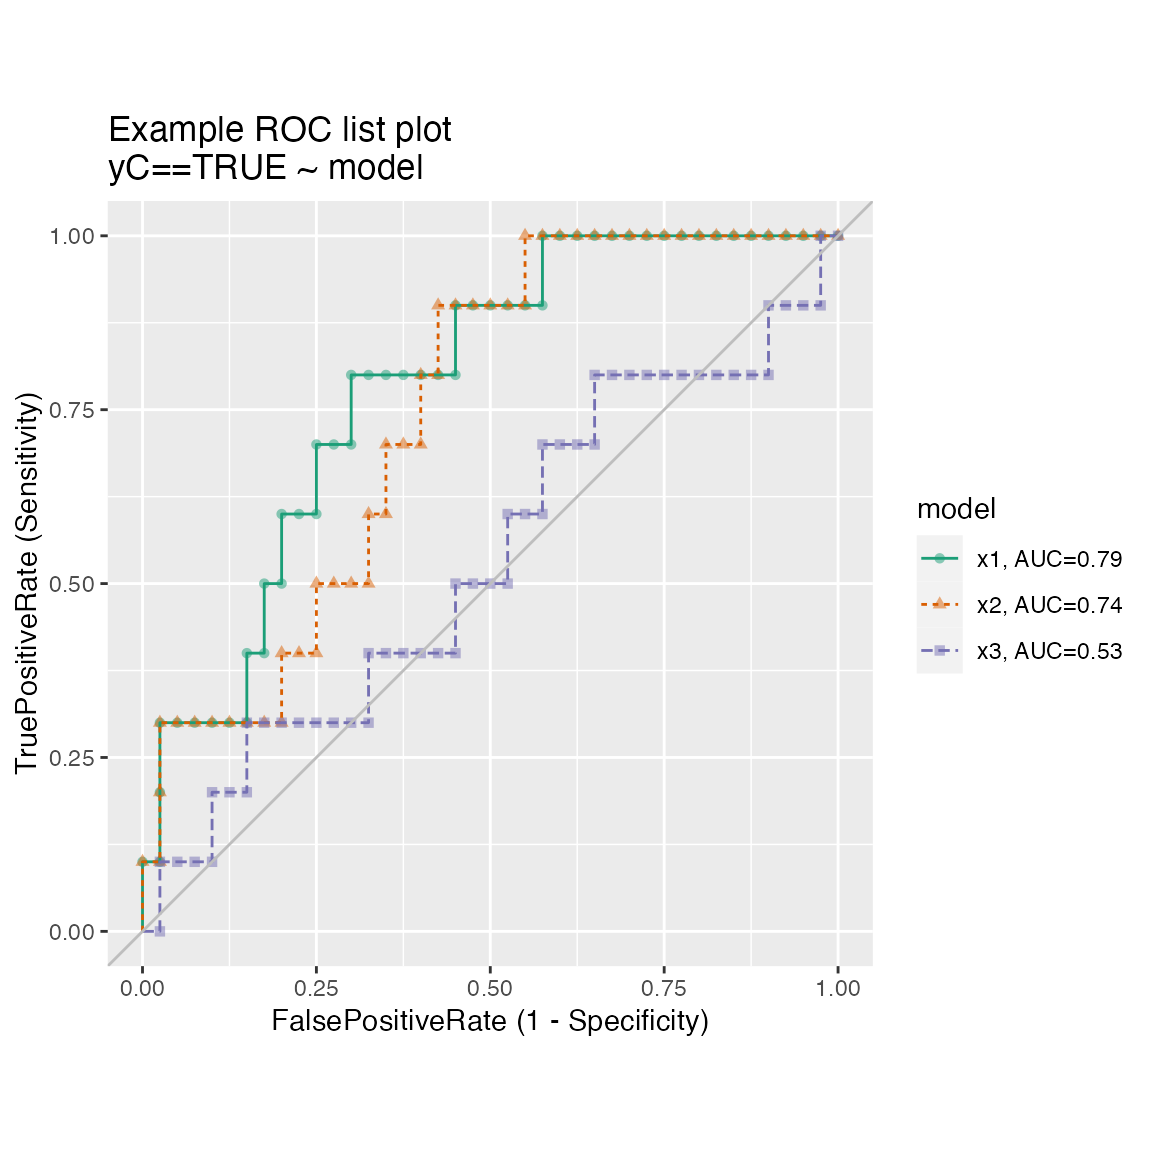 Example ROC list plot
yC==TRUE ~ model
TruePositiveRate (Sensitivity)
1.00
0.75
0.50
0.25
0.00
0.00 0.25 0.50 0.75 1.00
FalsePositiveRate (1 - Specificity)
model
x1, AUC=0.79
x2, AUC=0.74
x3, AUC=0.53